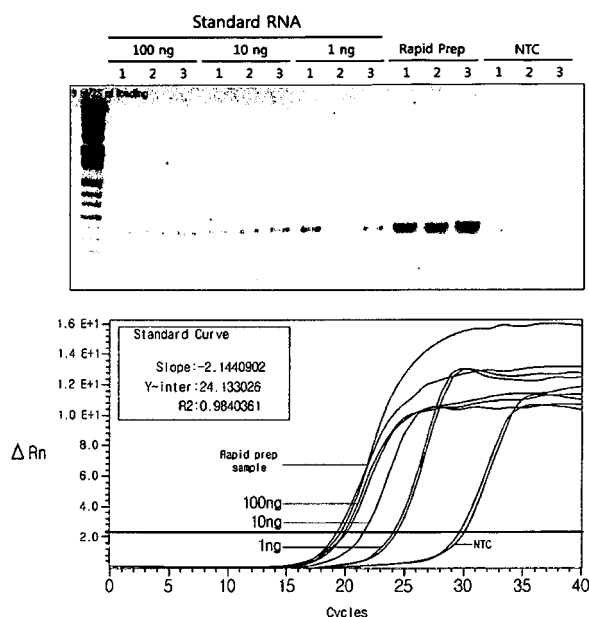 Standard RNA
100 ng 10 ng 1 ng Rapid Prep NTC
1 2 3 1 2 3 1 2 3 1 2 3 1 2 3
loading
1.6 E+1
1.4 E+1
1.2 E+1
1.0 E+1
8.0
6.0
4.0
2.0
Δ Rn
Standard Curve
Slope:-2.1440902
Y-inter:24.133026
R2:0.9840361
Rapid prep
sample
100ng
10ng
1ng
NTC
0 5 10 15 20 25 30 35 40
Cycles